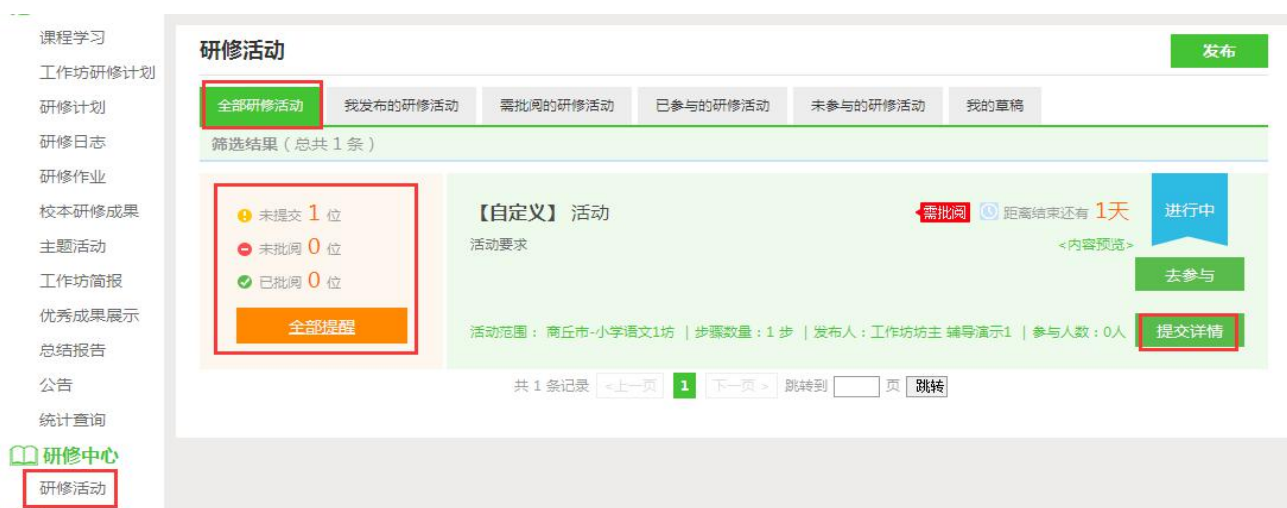 课程学习
工作坊研修计划
研修计划
研修日志
研修作业
校本研修成果
主题活动
工作坊简报
优秀成果展示
总结报告
公告
统计查询
研修中心
研修活动
研修活动
发布
全部研修活动 我发布的研修活动 需批阅的研修活动 已参与的研修活动 未参与的研修活动 我的草稿
筛选结果（总共 1 条）
未提交 1 位
未批阅 0 位
已批阅 0 位
全部提醒
【自定义】 活动
需批阅 距离结束还有 1天
进行中
活动要求
<内容预览>
去参与
活动范围： 商丘市-小学语文1坊 | 步骤数量：1 步 | 发布人：工作坊坊主 辅导演示1 | 参与人数：0人
提交详情
共 1 条记录 <上一页 1 下一页 > 跳转到 页 跳转